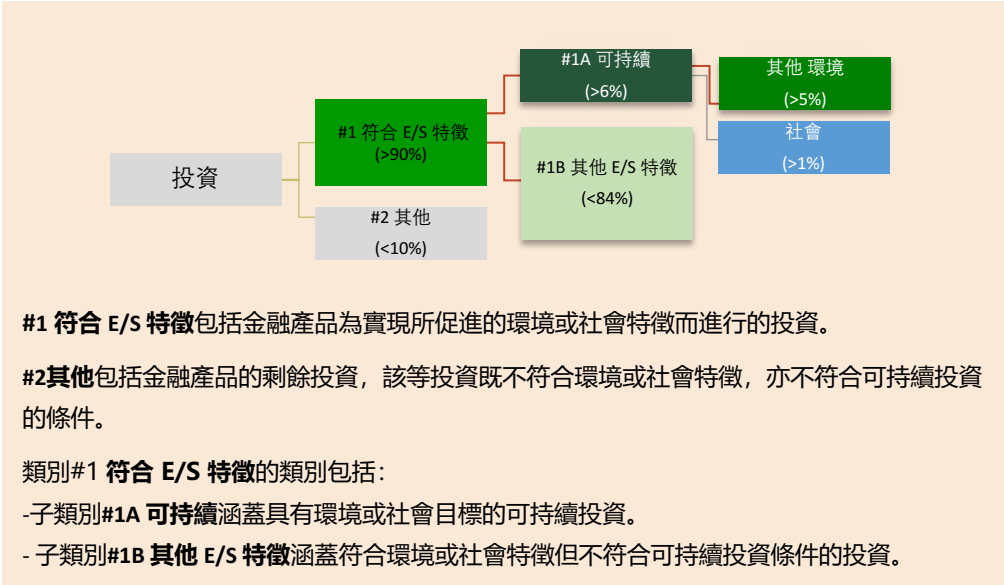 #1A 可持續
(>6%)
其他 環境
(>5%)
#1 符合 E/S 特徵
(>90%)
社會
(>1%)
投資
#1B 其他 E/S 特徵
(<84%)
#2 其他
(<10%)
#1 符合 E/S 特徵包括金融產品為實現所促進的環境或社會特徵而進行的投資。
#2其他包括金融產品的剩餘投資，該等投資既不符合環境或社會特徵，亦不符合可持續投資
的條件。
類別#1 符合 E/S 特徵的類別包括：
-子類別#1A 可持續涵蓋具有環境或社會目標的可持續投資。
- 子類別#1B 其他 E/S 特徵涵蓋符合環境或社會特徵但不符合可持續投資條件的投資。